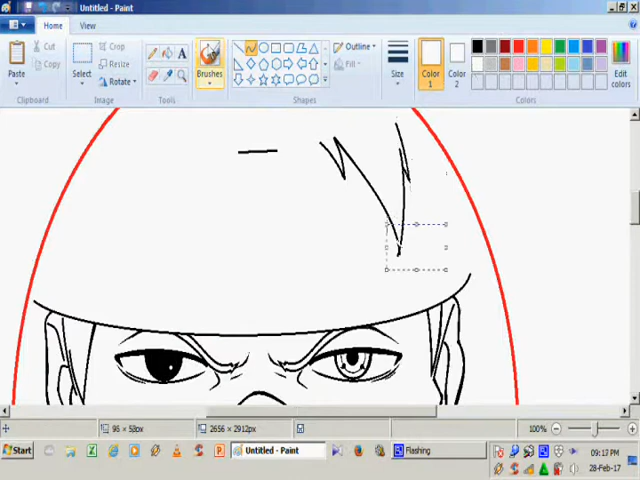 Untitled - Paint
Home View
Paste
Cut
Copy
Select
Crop
Resize
Rotate
Brushes
Outline
Fill
Size
Color 1
Color 2
Edit colors
Clipboard
Image
Tools
Shapes
Colors
2656 × 2912px
100%
Start
Untitled - Paint
Flashing
09:17 PM
28-Feb-17